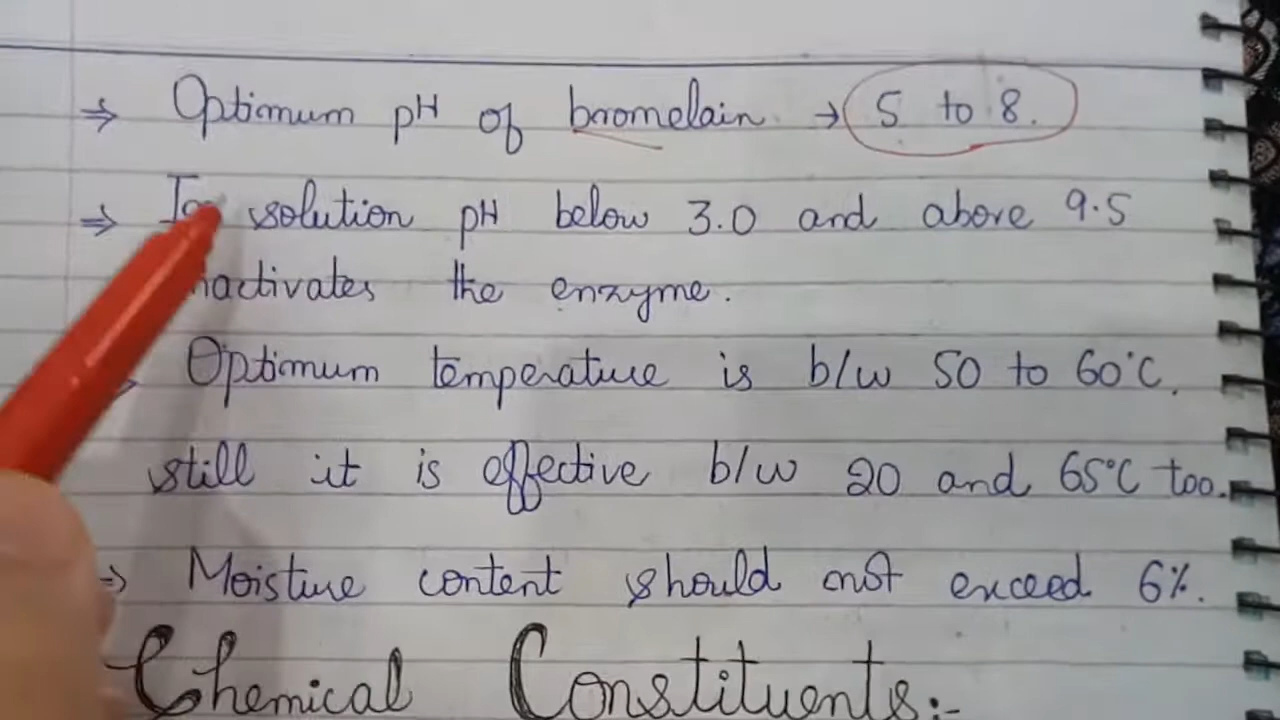 ⇒ Optimum pH of bromelain → 5 to 8.
⇒ In solution pH below 3.0 and above 9.5
inactivates the enzyme.
Optimum temperature is b/w 50 to 60°C.
still it is effective b/w 20 and 65°C too.
⇒ Moisture content should not exceed 6%.
Chemical Constituents:-